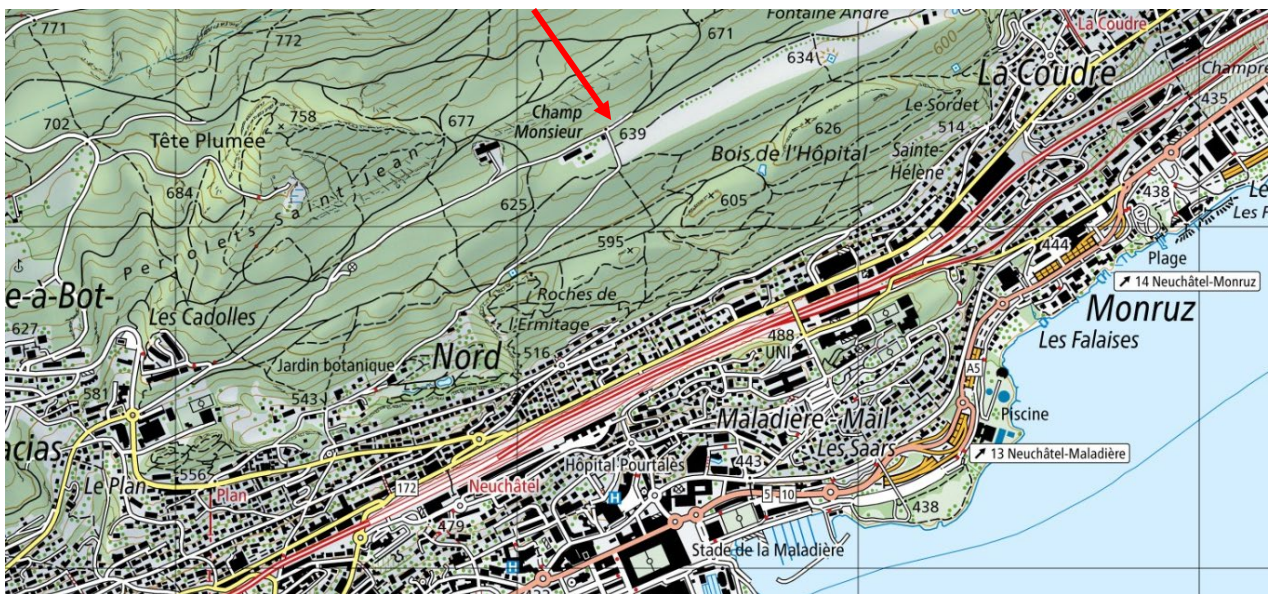 771
772
671
Fontaine André
La Coudre
634
600
La Coudre
Champré
758
Champ
Monsieur
639
702
Tête Plumée
677
Le Sordet
514
435
626
Bois de l'Hôpital
Sainte-
Hélène
684
Perolets Saint-Jean
625
605
438
Le
Les F
595
444
Plage
14 Neuchâtel-Monruz
e-à-Bot-
627
Les Cadolles
Roches de
l'Ermitage
Monruz
Les Falaises
488
UNI
516
Jardin botanique
Nord
A5
581
543
Piscine
Maladière - Mail
acias
Les Saars
13 Neuchâtel-Maladière
556
Le Plan
Plan
172
Neuchâtel
Hôpital Pourtalès
443
H
5
10
438
479
Stade de la Maladière
H